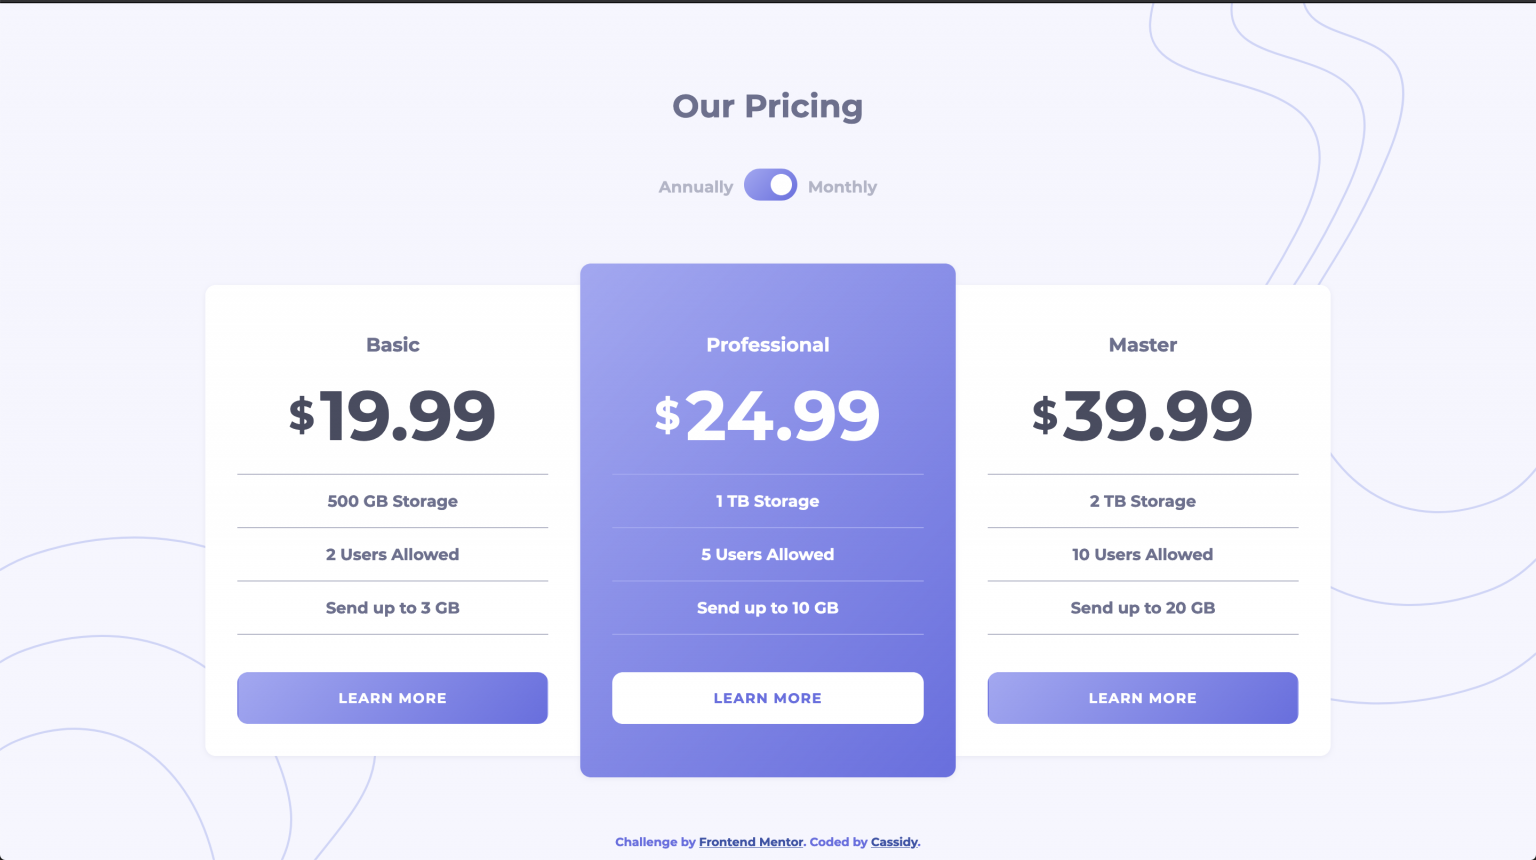 Our Pricing
Annually Monthly
Basic
$19.99
500 GB Storage
2 Users Allowed
Send up to 3 GB
LEARN MORE
Professional
$24.99
1 TB Storage
5 Users Allowed
Send up to 10 GB
LEARN MORE
Master
$39.99
2 TB Storage
10 Users Allowed
Send up to 20 GB
LEARN MORE
Challenge by Frontend Mentor. Coded by Cassidy.